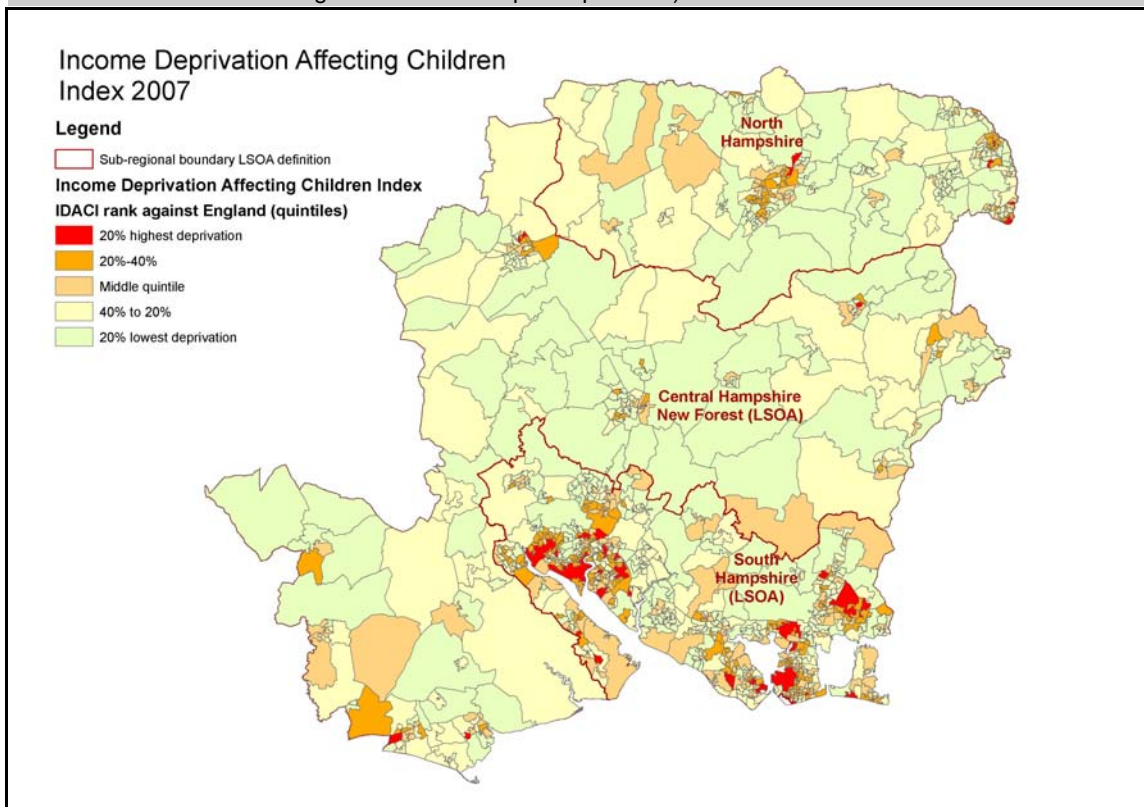 Income Deprivation Affecting Children
Index 2007
Legend
Sub-regional boundary LSOA definition
Income Deprivation Affecting Children Index
IDACI rank against England (quintiles)
20% highest deprivation
20%-40%
Middle quintile
40% to 20%
20% lowest deprivation
North
Hampshire
Central Hampshire
New Forest (LSOA)
South
Hampshire
(LSOA)